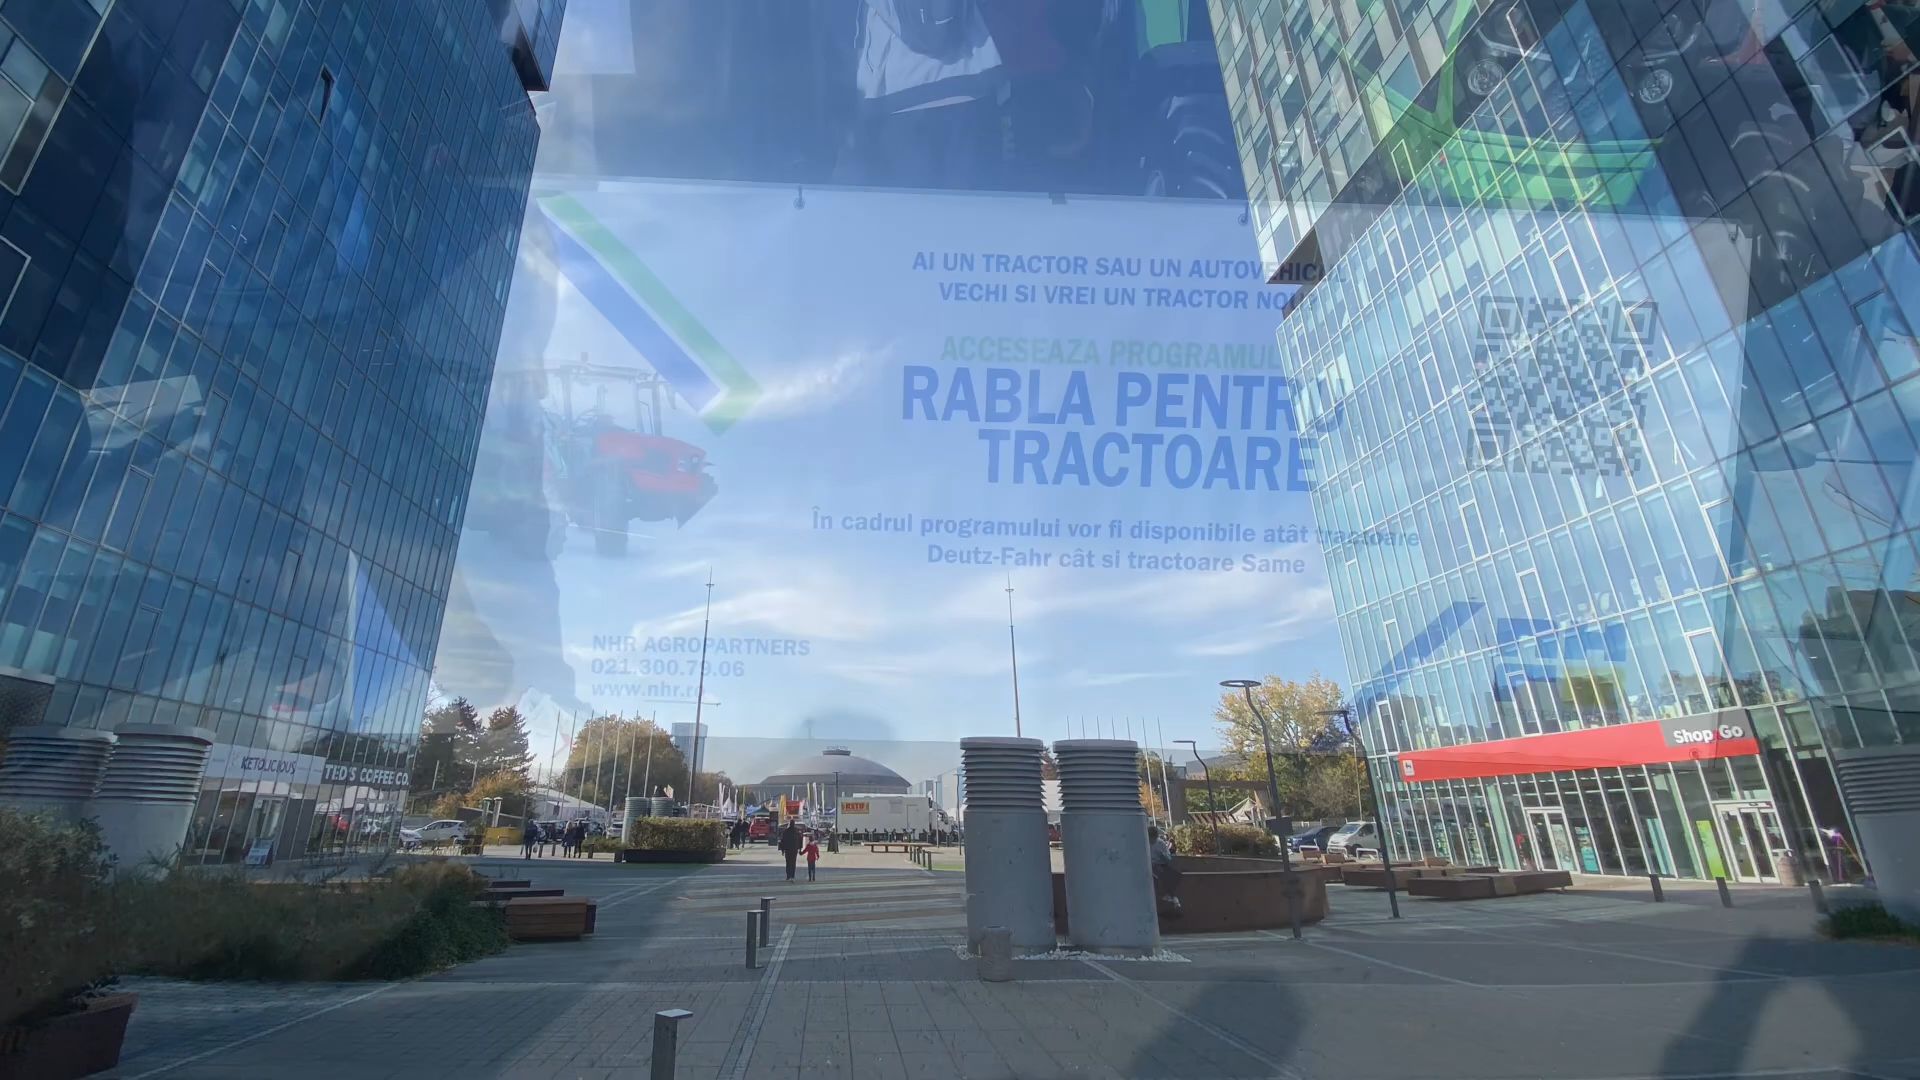 AI UN TRACTOR SAU UN AUTOVEHICUL
VECHI SI VREI UN TRACTOR NOU
ACCESEAZA PROGRAMUL
RABLA PENTRU
TRACTOARE
În cadrul programului vor fi disponibile atât tractoare
Deutz-Fahr cât si tractoare Same
NHR AGROPARTNERS
021.300.79.06
www.nhr.ro
KETOLICIOUS
TED'S COFFEE CO.
Shop Go